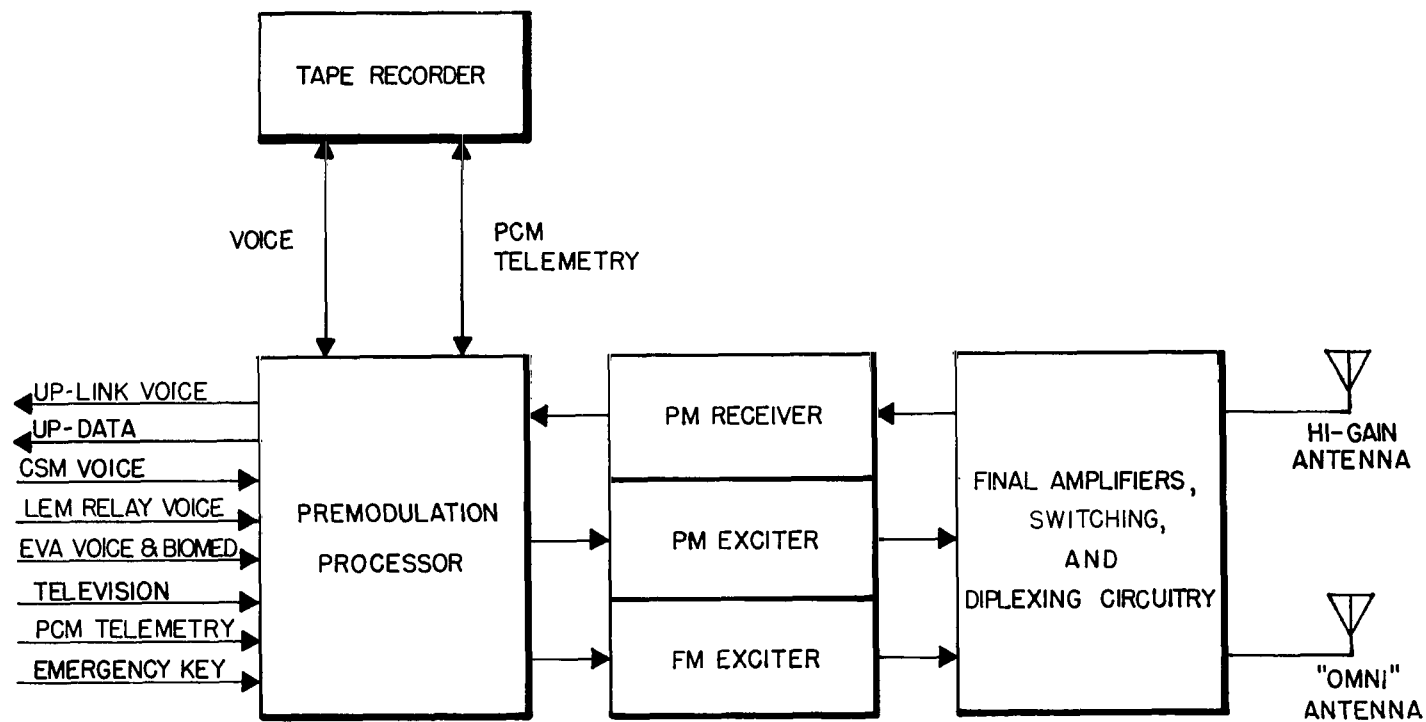 TAPE RECORDER
VOICE
PCM
TELEMETRY
UP-LINK VOICE
UP-DATA
CSM VOICE
LEM RELAY VOICE
EVA VOICE & BIOMED
TELEVISION
PCM TELEMETRY
EMERGENCY KEY
PREMODULATION
PROCESSOR
PM RECEIVER
PM EXCITER
FM EXCITER
FINAL AMPLIFIERS,
SWITCHING,
AND
DIPLEXING CIRCUITRY
HI-GAIN
ANTENNA
"OMNI"
ANTENNA